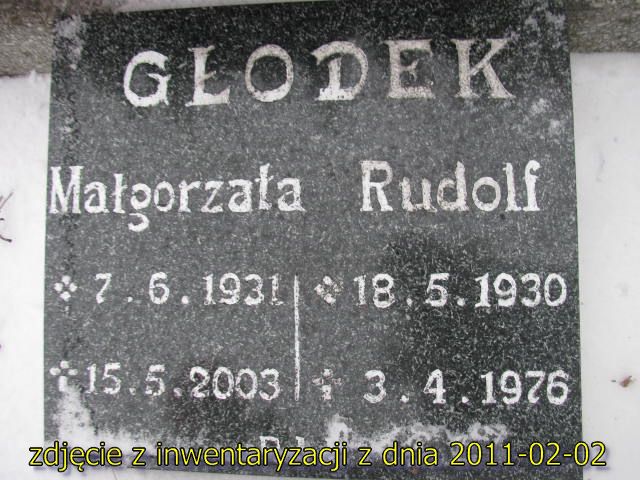 GŁODEK
Małgorzata Rudolf
7.6.1931 18.5.1930
15.5.2003 3.4.1976
zdjęcie z inwentaryzacji z dnia 2011-02-02